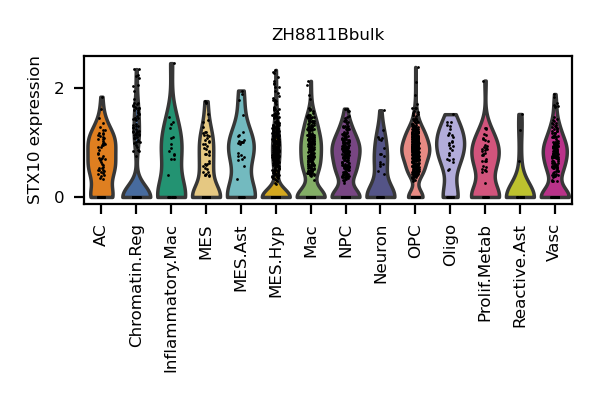 ZH8811Bbulk
STX10 expression
2
0
AC
Chromatin.Reg
Inflammatory.Mac
MES
MES.Ast
MES.Hyp
Mac
NPC
Neuron
OPC
Oligo
Prolif.Metab
Reactive.Ast
Vasc